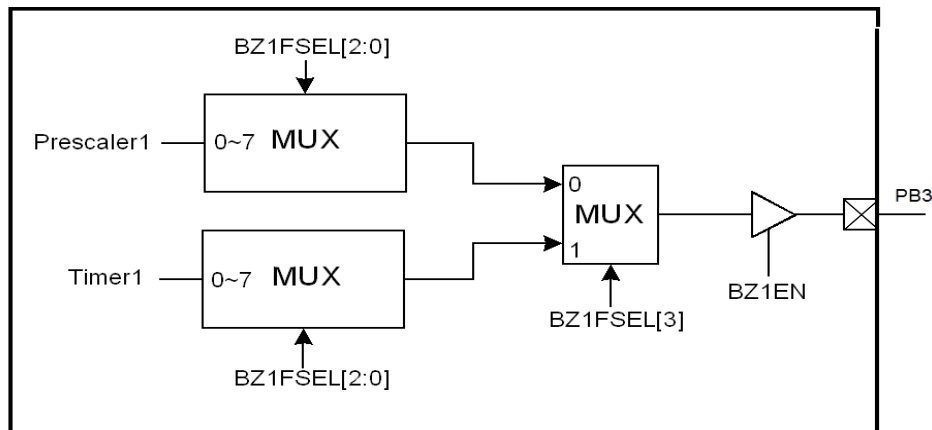 BZ1FSEL[2:0]
Prescaler1
0~7 MUX
0
MUX
1
PB3
BZ1EN
BZ1FSEL[3]
Timer1
0~7 MUX
BZ1FSEL[2:0]